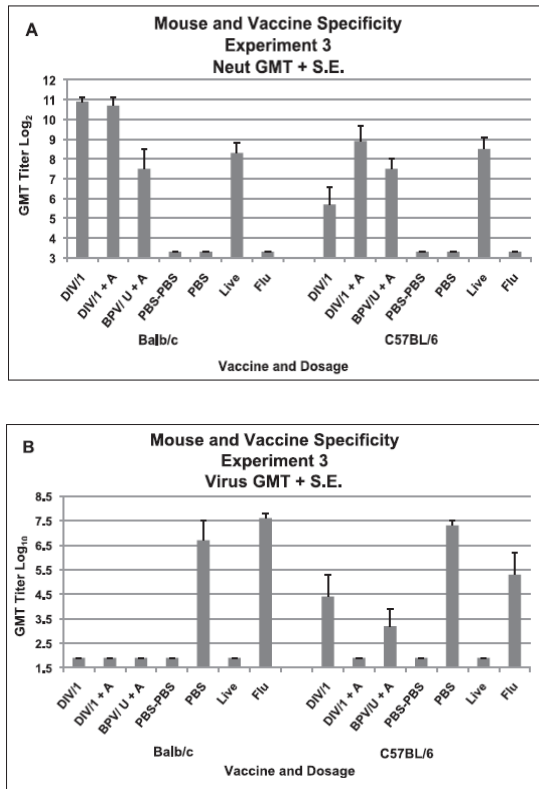 A
Mouse and Vaccine Specificity
Experiment 3
Neut GMT + S.E.
GMT Titer Log2
12
11
10
9
8
7
6
5
4
3
DIV/1
DIV/1 + A
BPV/ U + A
PBS-PBS
PBS
Live
Flu
DIV/1
DIV/1 + A
BPV/U + A
PBS-PBS
PBS
Live
Flu
Balb/c
C57BL/6
Vaccine and Dosage
B
Mouse and Vaccine Specificity
Experiment 3
Virus GMT + S.E.
GMT Titer Log10
8.5
7.5
6.5
5.5
4.5
3.5
2.5
1.5
DIV/1
DIV/1 + A
BPV/ U + A
PBS-PBS
PBS
Live
Flu
DIV/1
DIV/1 + A
BPV/U + A
PBS-PBS
PBS
Live
Flu
Balb/c
C57BL/6
Vaccine and Dosage